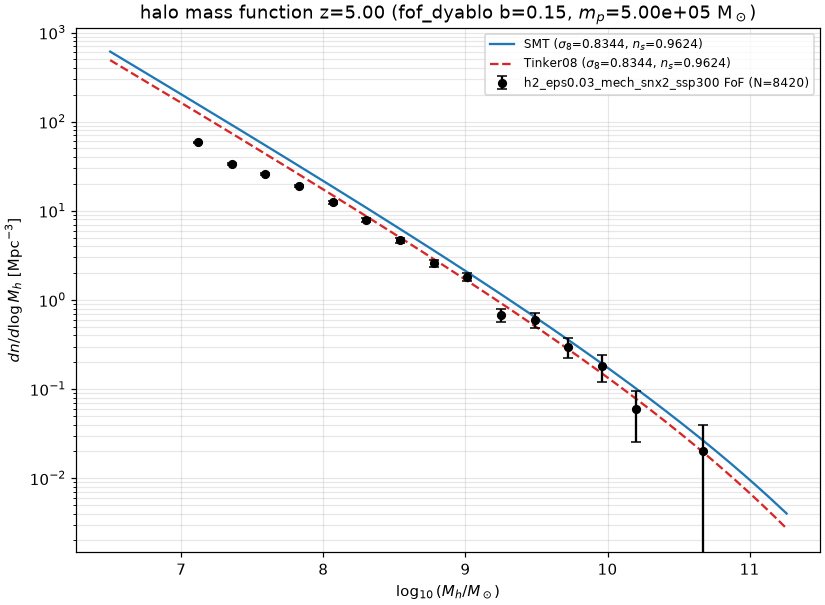 halo mass function z=5.00 (fof_dyablo b=0.15, $m_p$=5.00e+05 M$_\odot$)
SMT ($\sigma_8$=0.8344, $n_s$=0.9624)
Tinker08 ($\sigma_8$=0.8344, $n_s$=0.9624)
h2_eps0.03_mech_snx2_ssp300 FoF (N=8420)
$dn/d\log M_h$ [Mpc$^{-3}$]
$10^3$
$10^2$
$10^1$
$10^0$
$10^{-1}$
$10^{-2}$
7 8 9 10 11
$\log_{10}(M_h/M_\odot)$